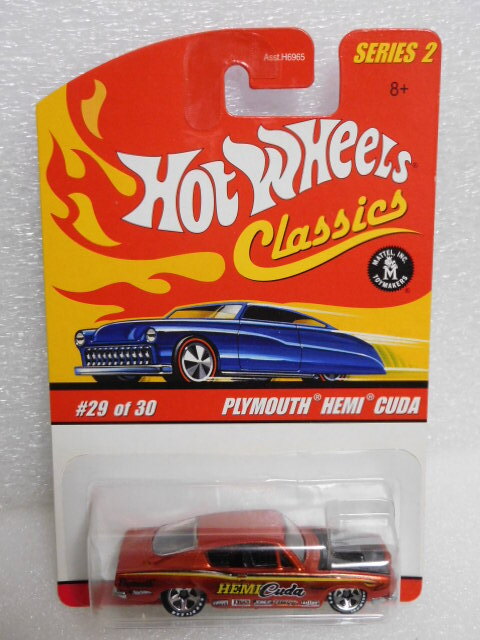 Asst.H6965
SERIES 2
8+
HOT WHEELS®
Classics
MATTEL, INC.
M
TOYMAKERS
#29 of 30
PLYMOUTH® HEMI® CUDA
HEMI Cuda